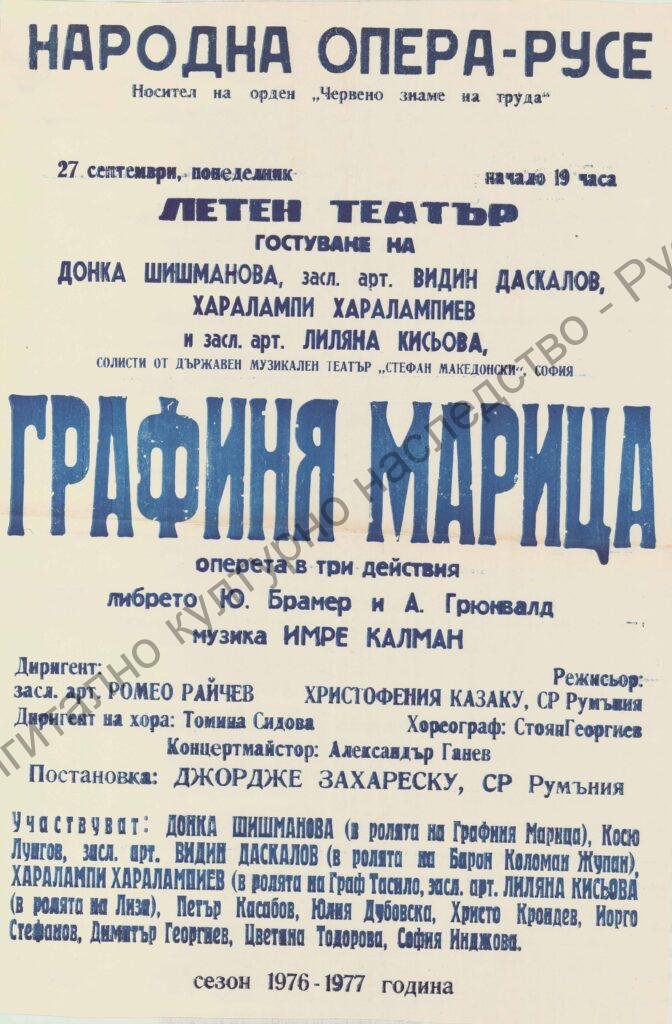 НАРОДНА ОПЕРА-РУСЕ
Носител на орден „Червено знаме на труда“
27 септември, понеделник начало 19 часа
ЛЕТЕН ТЕАТЪР
ГОСТУВАНЕ НА
ДОНКА ШИШМАНОВА, засл. арт. ВИДИН ДАСКАЛОВ,
ХАРАЛАМПИ ХАРАЛАМПИЕВ
и засл. арт. ЛИЛЯНА КИСЬОВА,
СОЛИСТИ ОТ ДЪРЖАВЕН МУЗИКАЛЕН ТЕАТЪР „СТЕФАН МАКЕДОНСКИ“, СОФИЯ
ГРАФИНЯ МАРИЦА
оперета в три действия
либрето Ю. Брамер и А. Грюнвалд
музика ИМРЕ КАЛМАН
Диригент: Режисьор:
засл. арт. РОМЕО РАЙЧЕВ ХРИСТОФЕНИЯ КАЗАКУ, СР Румъния
Диригент на хора: Томина Сидова Хореограф: СтоянГеоргиев
Концертмайстор: Александър Ганев
Постановка: ДЖОРДЖЕ ЗАХАРЕСКУ, СР Румъния
Участвуват: ДОНКА ШИШМАНОВА (в ролята на Графиня Марица), Косю
Лунгов, засл. арт. ВИДИН ДАСКАЛОВ (в ролята на Барон Коломан Жупан),
ХАРАЛАМПИ ХАРАЛАМПИЕВ (в ролята на Граф Тасило, засл. арт. ЛИЛЯНА КИСЬОВА
(в ролята на Лиза), Петър Касабов, Юлия Дубовска, Христо Крондев, Йорго
Стефанов, Димитър Георгиев, Цветана Тодорова, София Инджова.
сезон 1976-1977 година
дигитално културно наследство - Ру